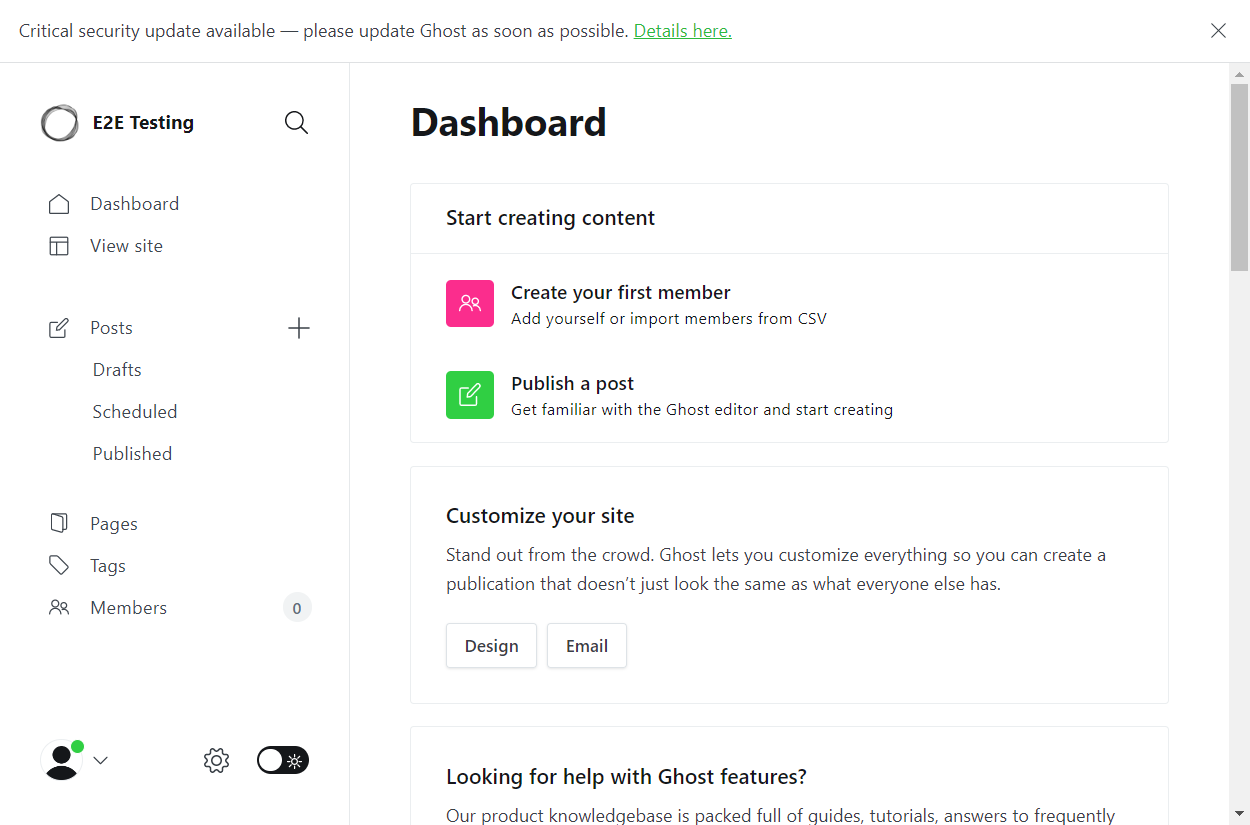 Critical security update available — please update Ghost as soon as possible. Details here.
E2E Testing
Dashboard
View site
Posts
Drafts
Scheduled
Published
Pages
Tags
Members
0
Dashboard
Start creating content
Create your first member
Add yourself or import members from CSV
Publish a post
Get familiar with the Ghost editor and start creating
Customize your site
Stand out from the crowd. Ghost lets you customize everything so you can create a
publication that doesn’t just look the same as what everyone else has.
Design
Email
Looking for help with Ghost features?
Our product knowledgebase is packed full of guides, tutorials, answers to frequently